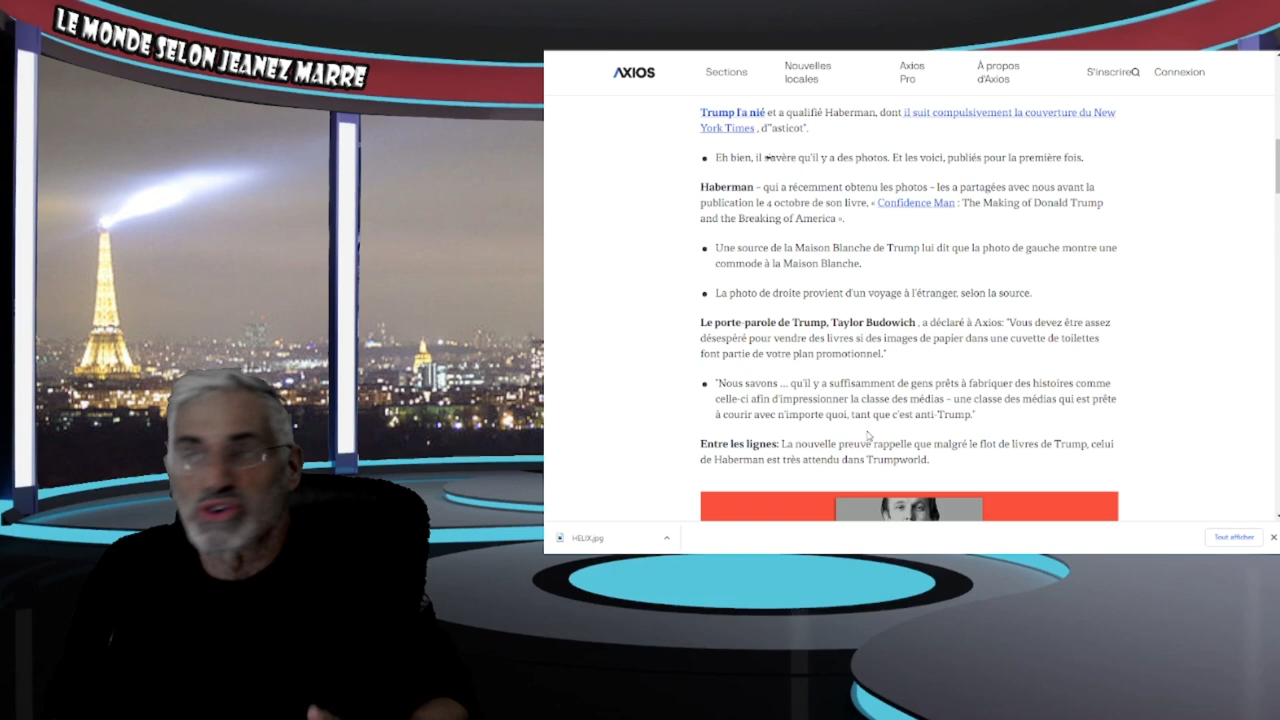 LE MONDE SELON JEANEZ MARRE
AXIOS
Sections
Nouvelles
locales
Axios
Pro
À propos
d'Axios
S'inscrire
Connexion
Trump l'a nié et a qualifié Haberman, dont il suit compulsivement la couverture du New
York Times , d'"asticot".
Eh bien, il s'avère qu'il y a des photos. Et les voici, publiés pour la première fois.
Haberman – qui a récemment obtenu les photos – les a partagées avec nous avant la
publication le 4 octobre de son livre, « Confidence Man : The Making of Donald Trump
and the Breaking of America ».
Une source de la Maison Blanche de Trump lui dit que la photo de gauche montre une
commode à la Maison Blanche.
La photo de droite provient d'un voyage à l'étranger, selon la source.
Le porte-parole de Trump, Taylor Budowich , a déclaré à Axios: "Vous devez être assez
désespéré pour vendre des livres si des images de papier dans une cuvette de toilettes
font partie de votre plan promotionnel."
"Nous savons ... qu'il y a suffisamment de gens prêts à fabriquer des histoires comme
celle-ci afin d'impressionner la classe des médias – une classe des médias qui est prête
à courir avec n'importe quoi, tant que c'est anti-Trump."
Entre les lignes: La nouvelle preuve rappelle que malgré le flot de livres de Trump, celui
de Haberman est très attendu dans Trumpworld.
HELIX.jpg
Tout afficher